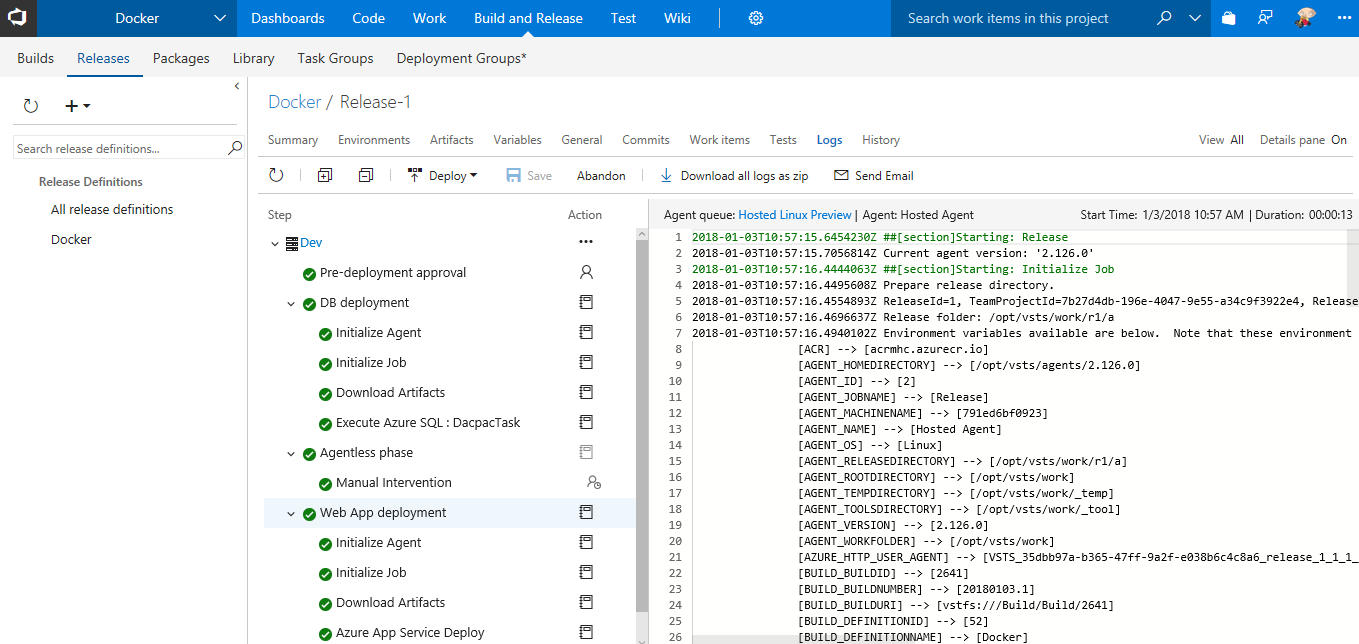 Docker Dashboards Code Work Build and Release Test Wiki Search work items in this project
Builds Releases Packages Library Task Groups Deployment Groups*
Docker / Release-1
Summary Environments Artifacts Variables General Commits Work items Tests Logs History View All Details pane On
Search release definitions...
Release Definitions
All release definitions
Docker
Deploy Save Abandon Download all logs as zip Send Email
Step Action
Dev
Pre-deployment approval
DB deployment
Initialize Agent
Initialize Job
Download Artifacts
Execute Azure SQL : DacpacTask
Agentless phase
Manual Intervention
Web App deployment
Initialize Agent
Initialize Job
Download Artifacts
Azure App Service Deploy
Agent queue: Hosted Linux Preview | Agent: Hosted Agent Start Time: 1/3/2018 10:57 AM | Duration: 00:00:13
1 2018-01-03T10:57:15.6454230Z ##[section]Starting: Release
2 2018-01-03T10:57:15.7056814Z Current agent version: '2.126.0'
3 2018-01-03T10:57:16.4444063Z ##[section]Starting: Initialize Job
4 2018-01-03T10:57:16.4495608Z Prepare release directory.
5 2018-01-03T10:57:16.4554893Z ReleaseId=1, TeamProjectId=7b27d4db-196e-4047-9e55-a34c9f3922e4, Release
6 2018-01-03T10:57:16.4696637Z Release folder: /opt/vsts/work/r1/a
7 2018-01-03T10:57:16.4940102Z Environment variables available are below.  Note that these environment
8 [ACR] --> [acrmhc.azurecr.io]
9 [AGENT_HOMEDIRECTORY] --> [/opt/vsts/agents/2.126.0]
10 [AGENT_ID] --> [2]
11 [AGENT_JOBNAME] --> [Release]
12 [AGENT_MACHINENAME] --> [791ed6bf0923]
13 [AGENT_NAME] --> [Hosted Agent]
14 [AGENT_OS] --> [Linux]
15 [AGENT_RELEASEDIRECTORY] --> [/opt/vsts/work/r1/a]
16 [AGENT_ROOTDIRECTORY] --> [/opt/vsts/work]
17 [AGENT_TEMPDIRECTORY] --> [/opt/vsts/work/_temp]
18 [AGENT_TOOLSDIRECTORY] --> [/opt/vsts/work/_tool]
19 [AGENT_VERSION] --> [2.126.0]
20 [AGENT_WORKFOLDER] --> [/opt/vsts/work]
21 [AZURE_HTTP_USER_AGENT] --> [VSTS_35dbb97a-b365-47ff-9a2f-e038b6c4c8a6_release_1_1_1_
22 [BUILD_BUILDID] --> [2641]
23 [BUILD_BUILDNUMBER] --> [20180103.1]
24 [BUILD_BUILDURI] --> [vstfs:///Build/Build/2641]
25 [BUILD_DEFINITIONID] --> [52]
26 [BUILD_DEFINITIONNAME] --> [Docker]